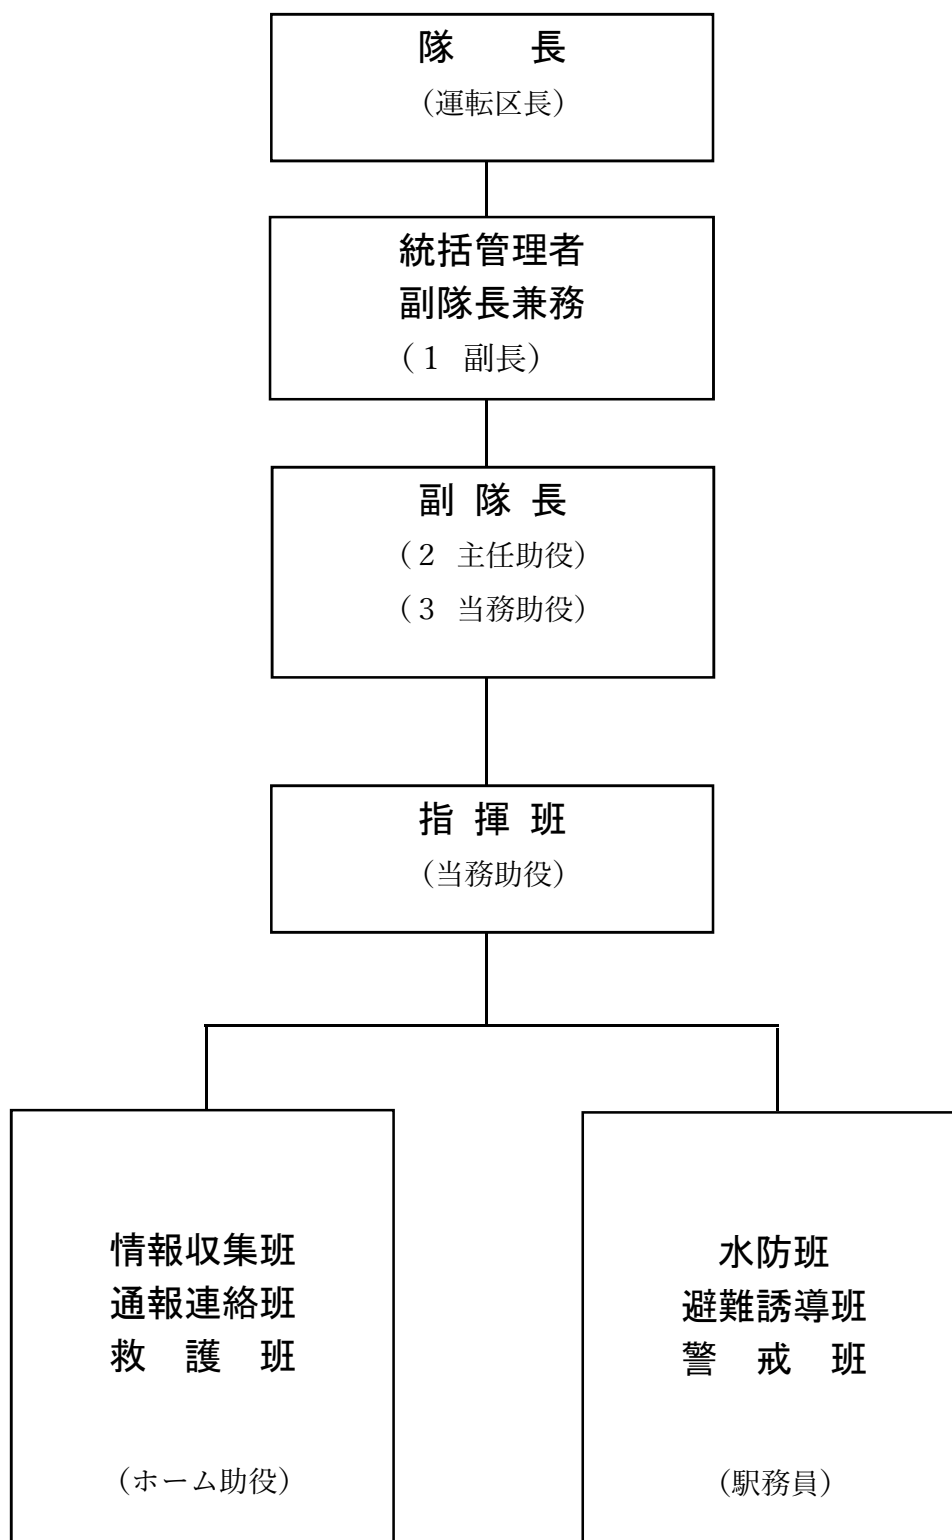 隊　　長
（運転区長）
統括管理者
副隊長兼務
（１ 副長）
副 隊 長
（２ 主任助役）
（３ 当務助役）
指 揮 班
（当務助役）
情報収集班
通報連絡班
救　護　班
（ホーム助役）
水防班
避難誘導班
警　戒　班
（駅務員）